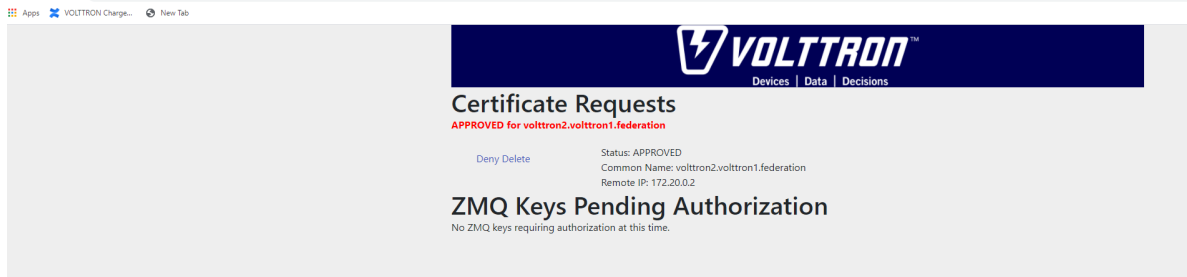 Apps VOLTTRON Charge... New Tab
VOLTTRON™
Devices | Data | Decisions
Certificate Requests
APPROVED for volttron2.volttron1.federation
Deny Delete
Status: APPROVED
Common Name: volttron2.volttron1.federation
Remote IP: 172.20.0.2
ZMQ Keys Pending Authorization
No ZMQ keys requiring authorization at this time.